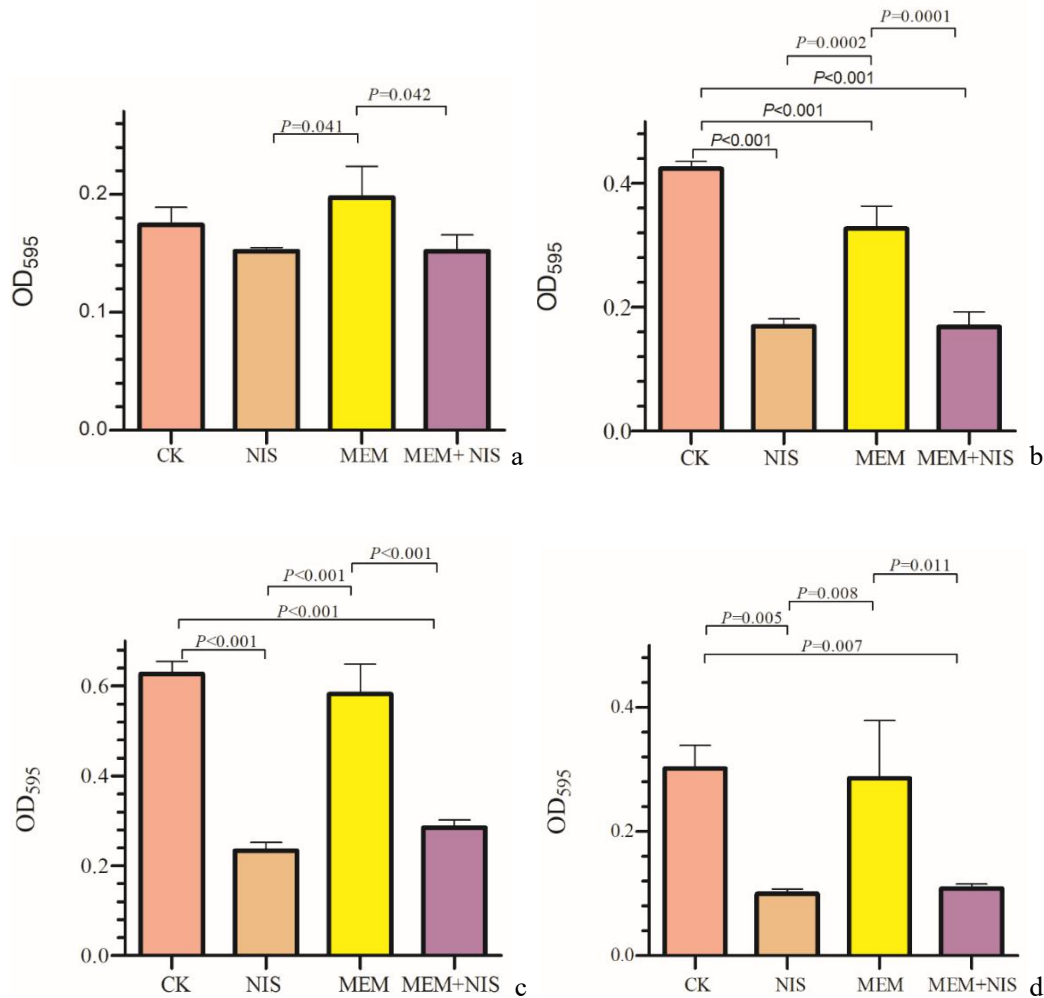 P=0.042
P=0.041
0.2
0.1
0.0
OD595
CK NIS MEM MEM+ NIS a
P=0.0001
P=0.0002
P<0.001
P<0.001
P<0.001
0.4
0.2
0.0
OD595
CK NIS MEM MEM+NIS b
P<0.001
P<0.001
P<0.001
P<0.001
0.6
0.4
0.2
0.0
OD595
CK NIS MEM MEM+NIS c
P=0.011
P=0.008
P=0.005
P=0.007
0.4
0.2
0.0
OD595
CK NIS MEM MEM+NIS d